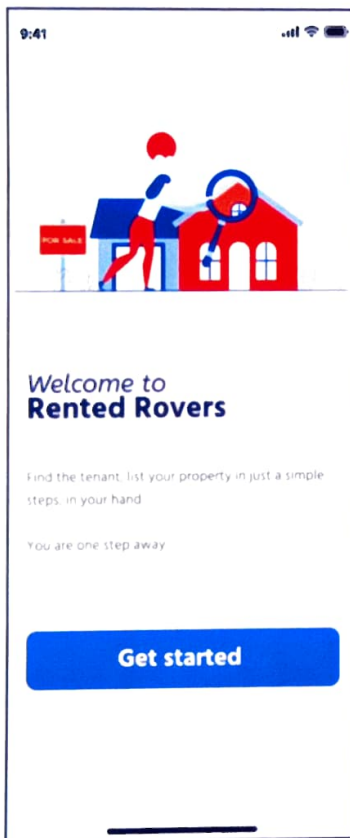 9:41
FOR SALE
Welcome to
Rented Rovers
Find the tenant, list your property in just a simple
steps, in your hand
You are one step away
Get started